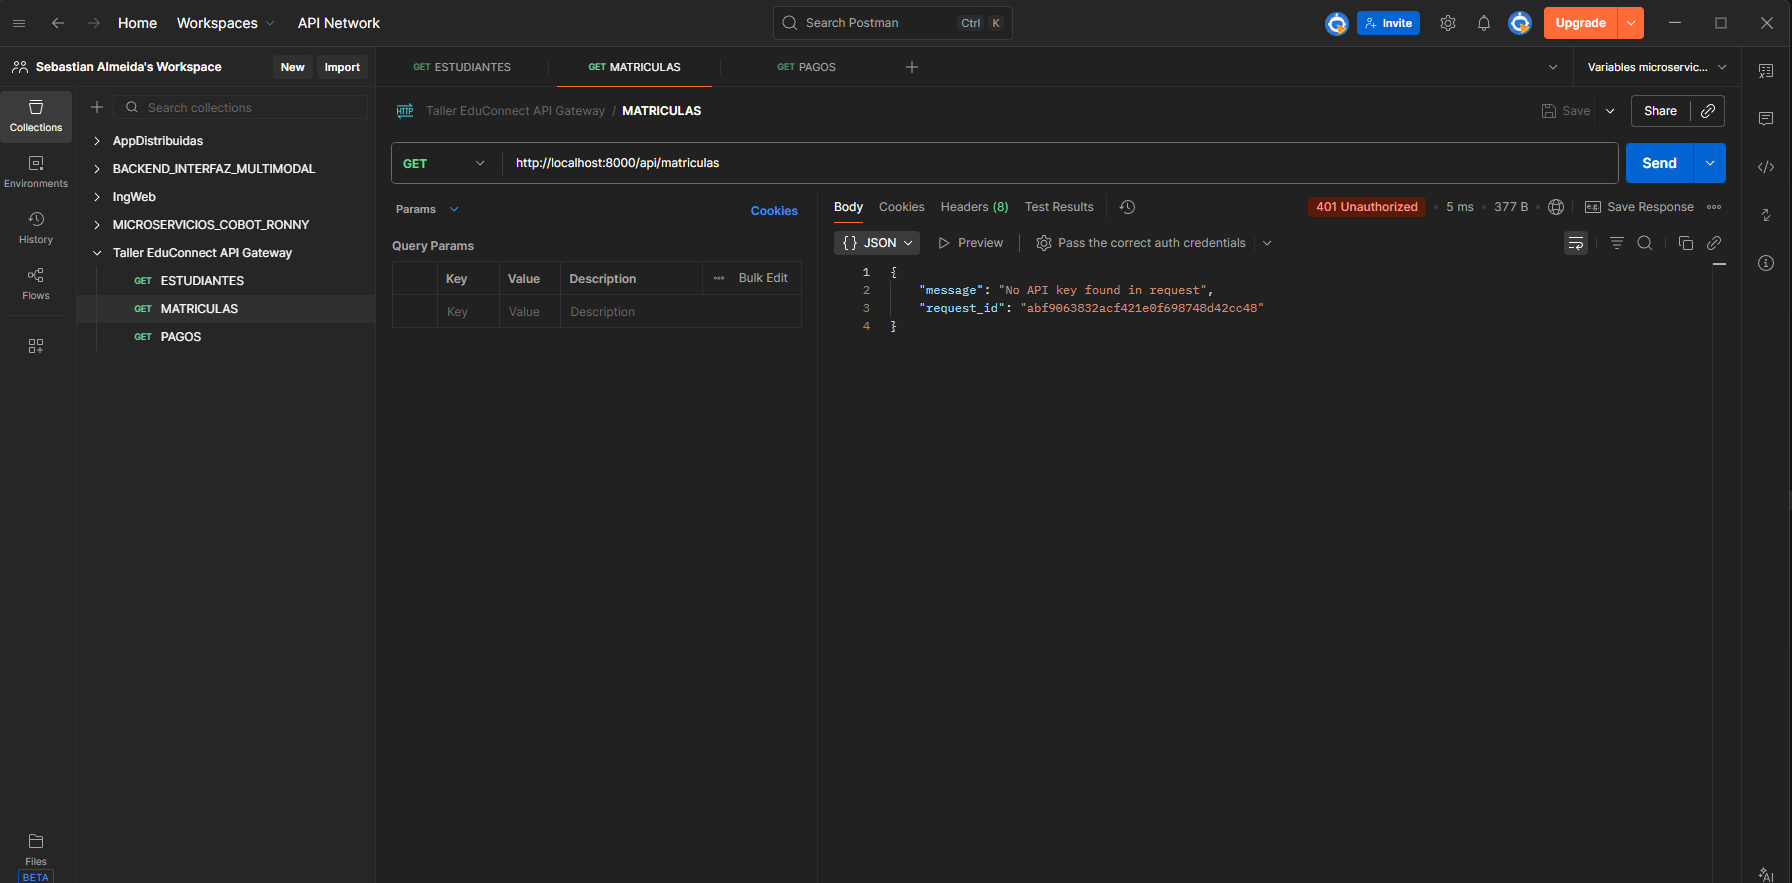 Home
Workspaces
API Network
Search Postman
Ctrl K
Invite
Upgrade
Sebastian Almeida's Workspace
New
Import
GET ESTUDIANTES
GET MATRICULAS
GET PAGOS
Variables microservic...
Collections
Environments
History
Flows
Files
BETA
Search collections
AppDistribuidas
BACKEND_INTERFAZ_MULTIMODAL
IngWeb
MICROSERVICIOS_COBOT_RONNY
Taller EduConnect API Gateway
GET ESTUDIANTES
GET MATRICULAS
GET PAGOS
HTTP Taller EduConnect API Gateway / MATRICULAS
Save
Share
GET http://localhost:8000/api/matriculas
Send
Params
Cookies
Query Params
Key Value Description ••• Bulk Edit
Key Value Description
Body Cookies Headers (8) Test Results
401 Unauthorized • 5 ms • 377 B
e.g. Save Response
{} JSON
Preview
Pass the correct auth credentials
1 {
2 "message": "No API key found in request",
3 "request_id": "abf9063832acf421e0f698748d42cc48"
4 }
AI